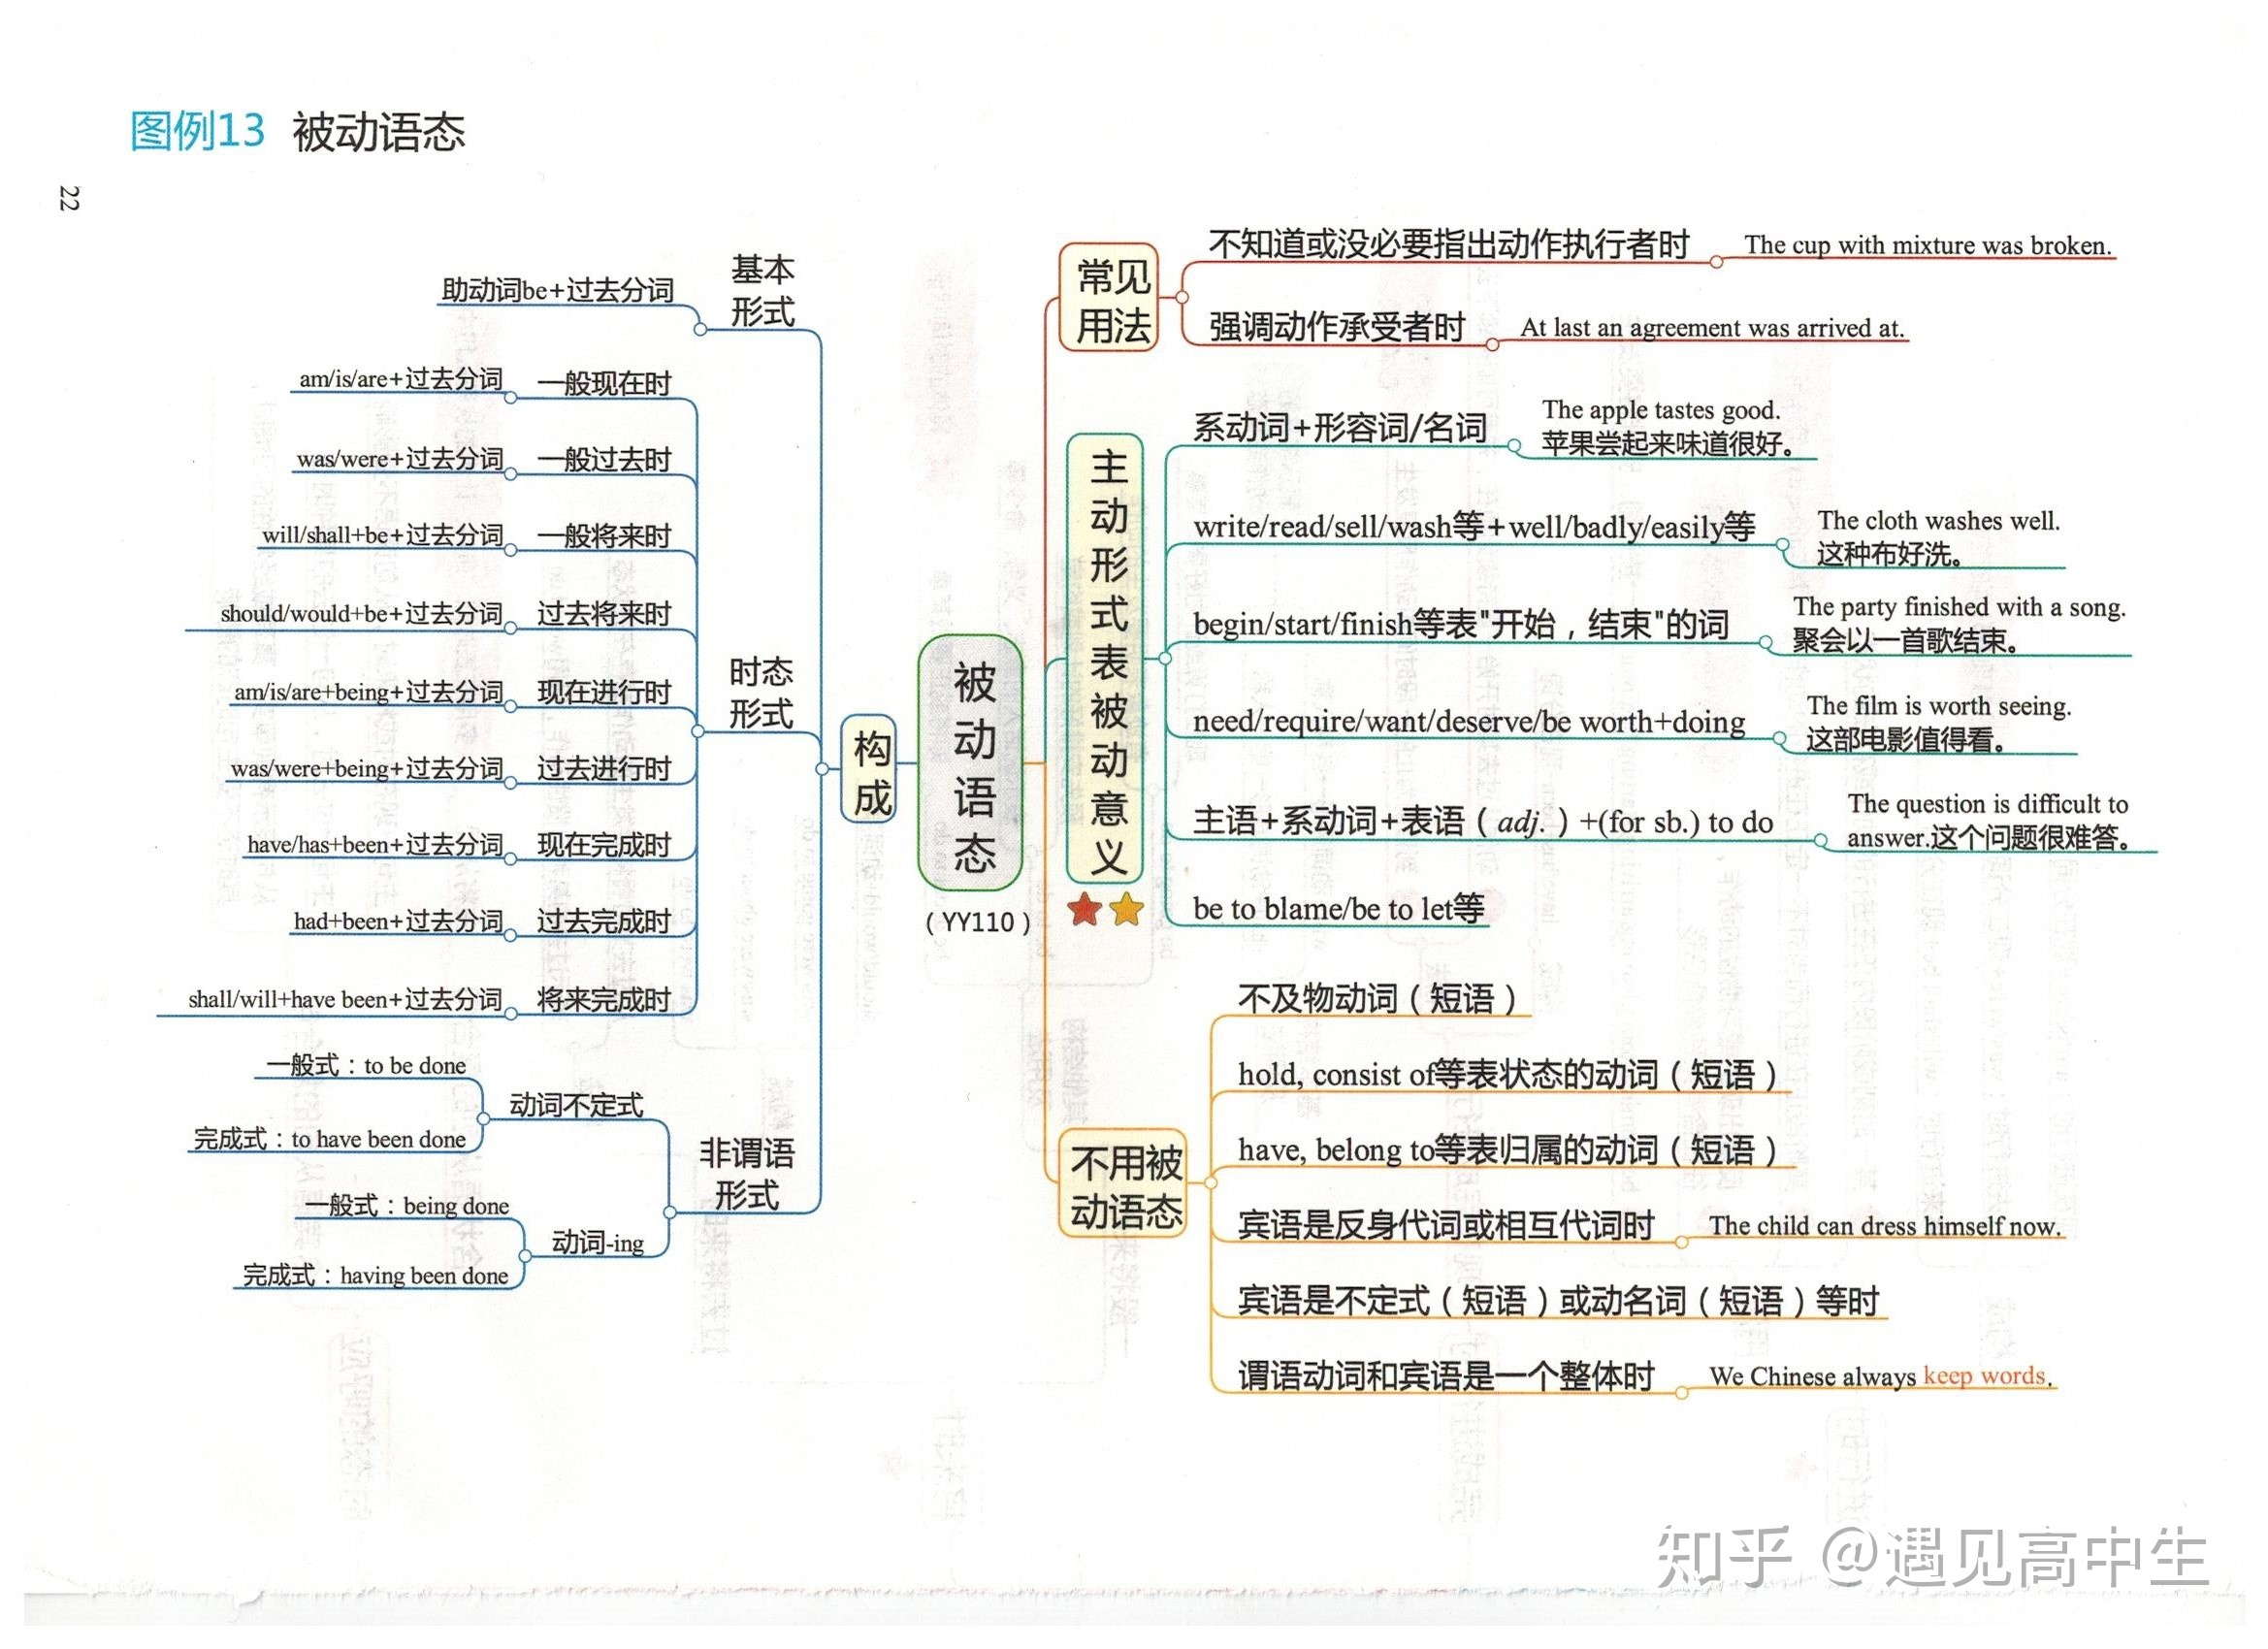 图例13 被动语态
22
被动语态
（YY110）
构成
基本
形式
助动词be+过去分词
时态
形式
am/is/are+过去分词 一般现在时
was/were+过去分词 一般过去时
will/shall+be+过去分词 一般将来时
should/would+be+过去分词 过去将来时
am/is/are+being+过去分词 现在进行时
was/were+being+过去分词 过去进行时
have/has+been+过去分词 现在完成时
had+been+过去分词 过去完成时
shall/will+have been+过去分词 将来完成时
非谓语
形式
动词不定式
一般式：to be done
完成式：to have been done
动词-ing
一般式：being done
完成式：having been done
常见
用法
不知道或没必要指出动作执行者时 The cup with mixture was broken.
强调动作承受者时 At last an agreement was arrived at.
主动形式表被动意义
系动词+形容词/名词 The apple tastes good.
苹果尝起来味道很好。
write/read/sell/wash等+well/badly/easily等 The cloth washes well.
这种布好洗。
begin/start/finish等表"开始，结束"的词 The party finished with a song.
聚会以一首歌结束。
need/require/want/deserve/be worth+doing The film is worth seeing.
这部电影值得看。
主语+系动词+表语（adj.）+(for sb.) to do The question is difficult to
answer.这个问题很难答。
be to blame/be to let等
不用被
动语态
不及物动词（短语）
hold, consist of等表状态的动词（短语）
have, belong to等表归属的动词（短语）
宾语是反身代词或相互代词时 The child can dress himself now.
宾语是不定式（短语）或动名词（短语）等时
谓语动词和宾语是一个整体时 We Chinese always keep words.
知乎 @遇见高中生